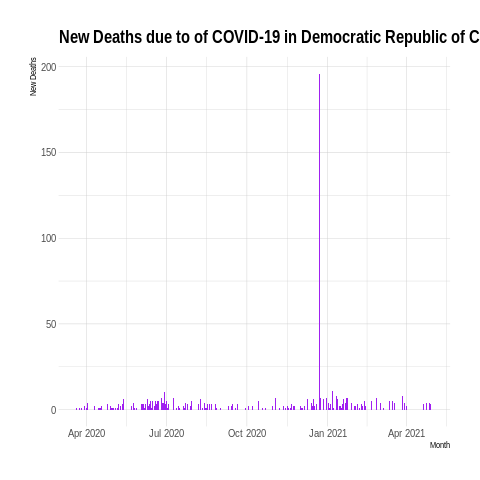 New Deaths due to of COVID-19 in Democratic Republic of C
New Deaths
200
150
100
50
0
Apr 2020 Jul 2020 Oct 2020 Jan 2021 Apr 2021
Month